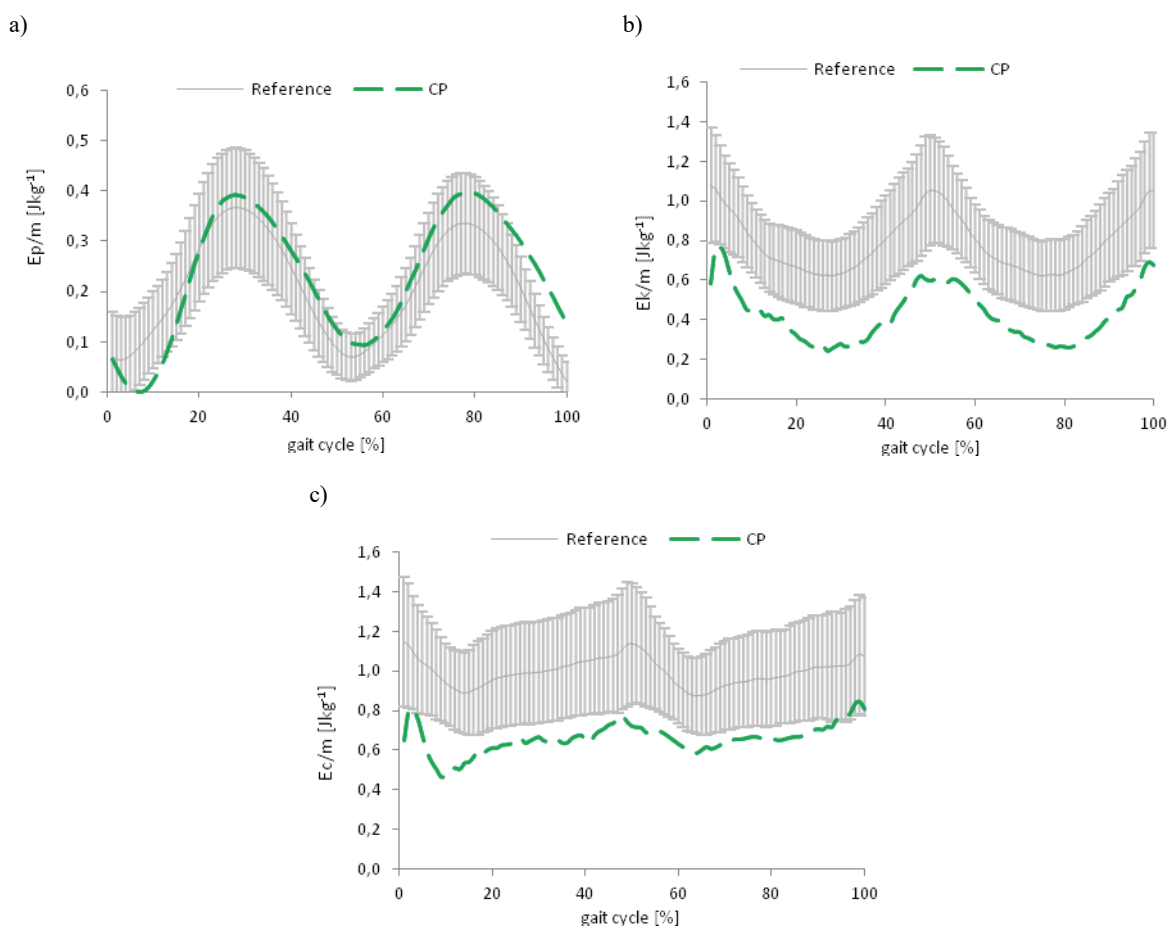 a)
b)
Reference CP
0,6
0,5
0,4
0,3
0,2
0,1
0,0
Ep/m [Jkg⁻¹]
0 20 40 60 80 100
gait cycle [%]
Reference CP
1,6
1,4
1,2
1,0
0,8
0,6
0,4
0,2
0,0
Ek/m [Jkg⁻¹]
0 20 40 60 80 100
gait cycle [%]
c)
Reference CP
1,6
1,4
1,2
1,0
0,8
0,6
0,4
0,2
0,0
Ec/m [Jkg⁻¹]
0 20 40 60 80 100
gait cycle [%]